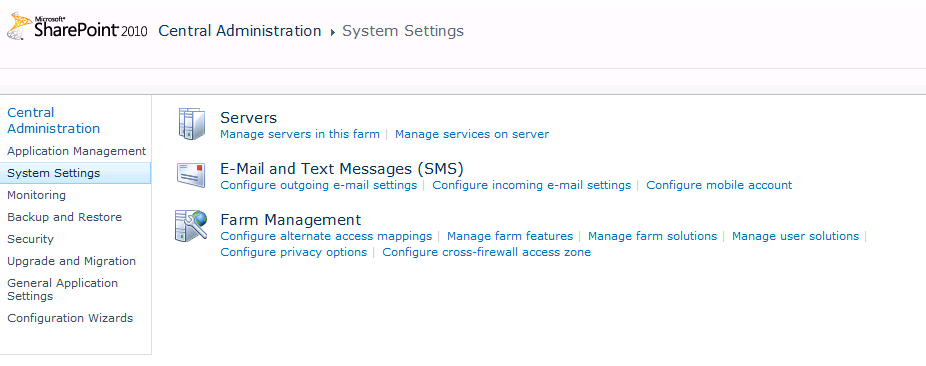 Microsoft®
SharePoint® 2010 Central Administration ▸ System Settings
Central
Administration
Application Management
System Settings
Monitoring
Backup and Restore
Security
Upgrade and Migration
General Application
Settings
Configuration Wizards
Servers
Manage servers in this farm | Manage services on server
E-Mail and Text Messages (SMS)
Configure outgoing e-mail settings | Configure incoming e-mail settings | Configure mobile account
Farm Management
Configure alternate access mappings | Manage farm features | Manage farm solutions | Manage user solutions |
Configure privacy options | Configure cross-firewall access zone